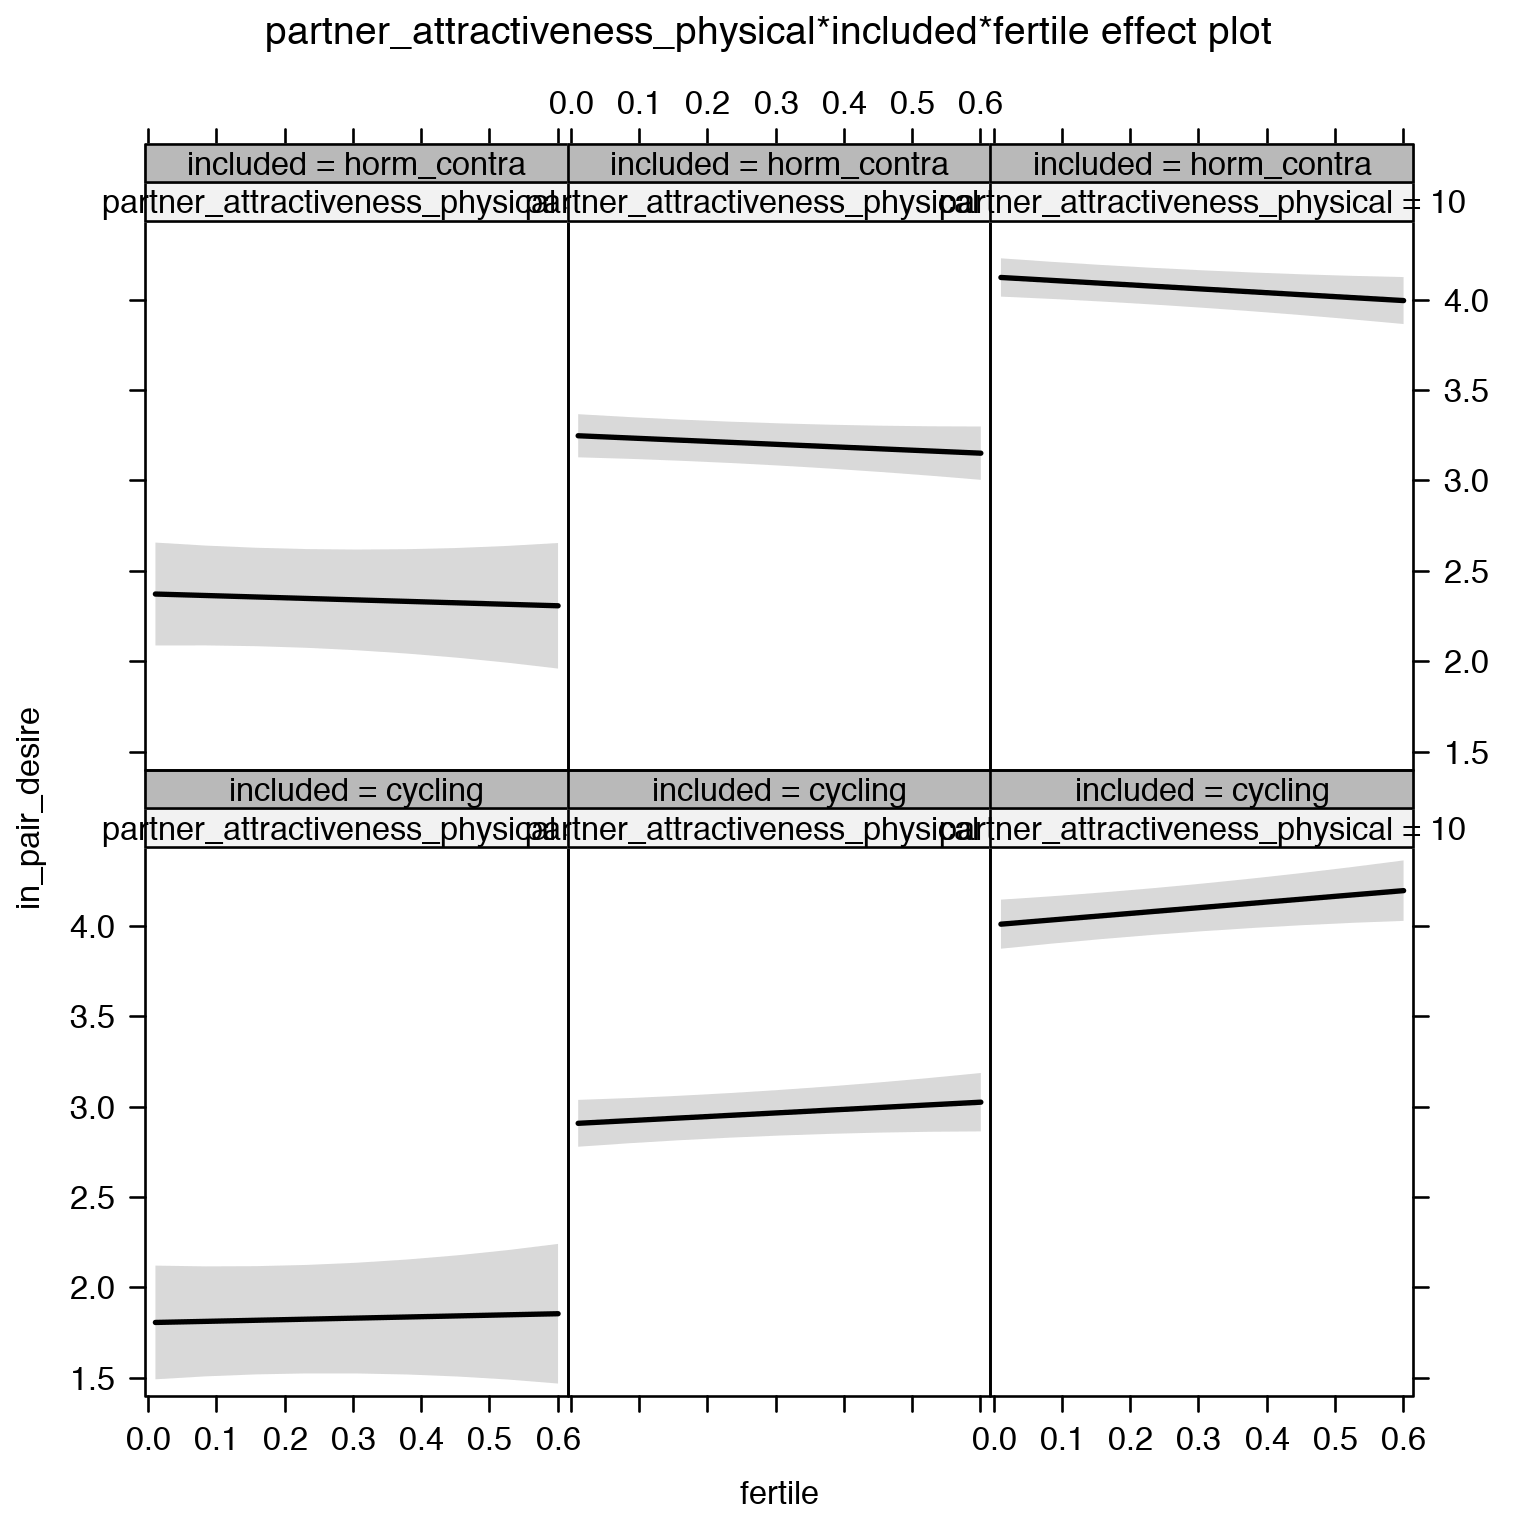 partner_attractiveness_physical*included*fertile effect plot
0.0 0.1 0.2 0.3 0.4 0.5 0.6
included = horm_contra included = horm_contra included = horm_contra
partner_attractiveness_physical partner_attractiveness_physical partner_attractiveness_physical = 10
4.0
3.5
3.0
2.5
2.0
1.5
in_pair_desire
included = cycling included = cycling included = cycling
partner_attractiveness_physical partner_attractiveness_physical partner_attractiveness_physical = 10
4.0
3.5
3.0
2.5
2.0
1.5
0.0 0.1 0.2 0.3 0.4 0.5 0.6 0.0 0.1 0.2 0.3 0.4 0.5 0.6
fertile